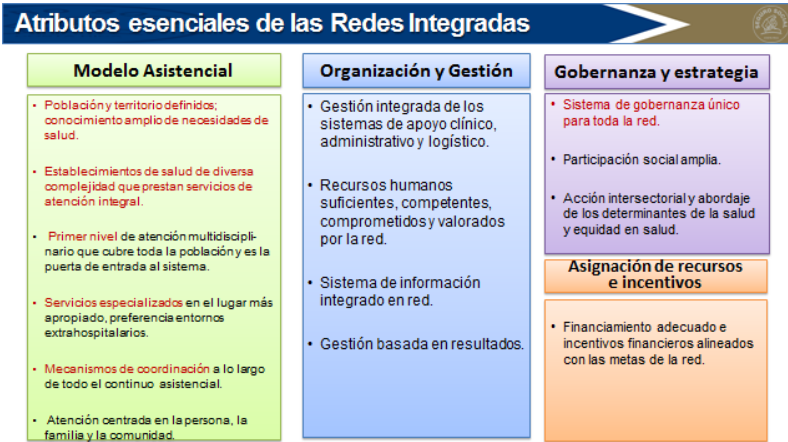 Atributos esenciales de las Redes Integradas
Modelo Asistencial
• Población y territorio definidos;
conocimiento amplio de necesidades de
salud.
• Establecimientos de salud de diversa
complejidad que prestan servicios de
atención integral.
• Primer nivel de atención multidiscipli-
nario que cubre toda la población y es la
puerta de entrada al sistema.
• Servicios especializados en el lugar más
apropiado, preferencia entornos
extrahospitalarios.
• Mecanismos de coordinación a lo largo
de todo el continuo asistencial.
• Atención centrada en la persona, la
familia y la comunidad.
Organización y Gestión
• Gestión integrada de los
sistemas de apoyo clínico,
administrativo y logístico.
• Recursos humanos
suficientes, competentes,
comprometidos y valorados
por la red.
• Sistema de información
integrado en red.
• Gestión basada en resultados.
Gobernanza y estrategia
• Sistema de gobernanza único
para toda la red.
• Participación social amplia.
• Acción intersectorial y abordaje
de los determinantes de la salud
y equidad en salud.
Asignación de recursos
e incentivos
• Financiamiento adecuado e
incentivos financieros alineados
con las metas de la red.